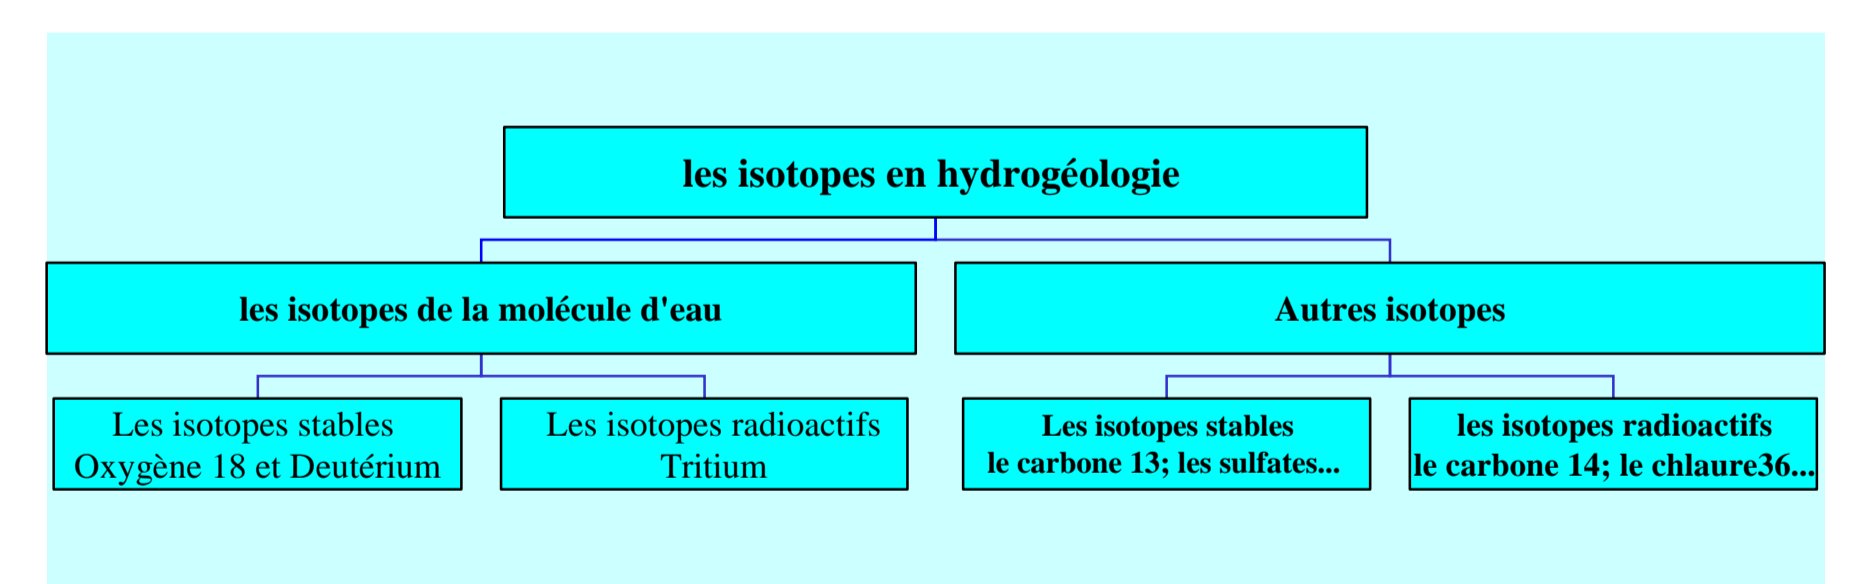 les isotopes en hydrogéologie
les isotopes de la molécule d'eau
Autres isotopes
Les isotopes stables
Oxygène 18 et Deutérium
Les isotopes radioactifs
Tritium
Les isotopes stables
le carbone 13; les sulfates...
les isotopes radioactifs
le carbone 14; le chlaure36...